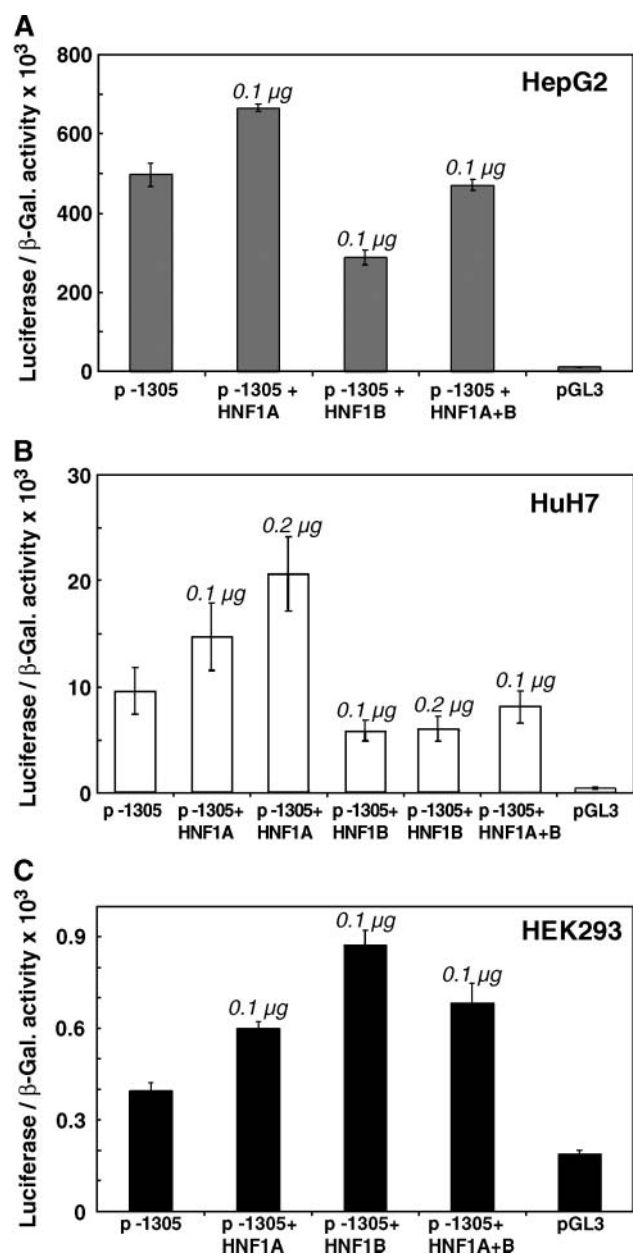 A
Luciferase / β-Gal. activity x 10³
800
600
400
200
0
HepG2
0.1 µg
0.1 µg
0.1 µg
p -1305
p -1305 +
HNF1A
p -1305 +
HNF1B
p -1305 +
HNF1A+B
pGL3
B
Luciferase / β-Gal. activity x 10³
30
20
10
0
HuH7
0.1 µg
0.2 µg
0.1 µg
0.2 µg
0.1 µg
p -1305
p -1305+
HNF1A
p -1305+
HNF1A
p -1305+
HNF1B
p -1305+
HNF1B
p -1305+
HNF1A+B
pGL3
C
Luciferase / β-Gal. activity x 10³
0.9
0.6
0.3
0
HEK293
0.1 µg
0.1 µg
0.1 µg
p -1305
p -1305+
HNF1A
p -1305+
HNF1B
p -1305+
HNF1A+B
pGL3